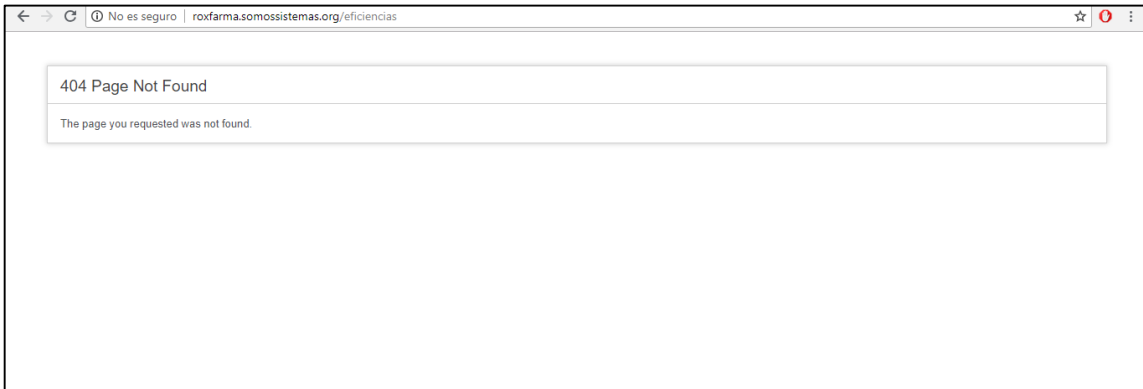 No es seguro | roxfarma.somossistemas.org/eficiencias
404 Page Not Found
The page you requested was not found.